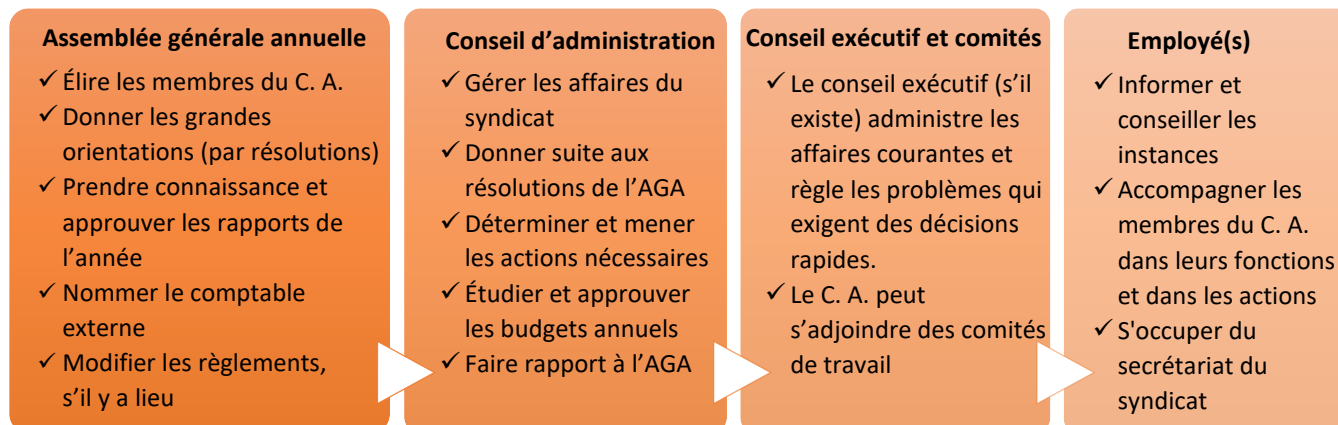 Assemblée générale annuelle
✓ Élire les membres du C. A.
✓ Donner les grandes
orientations (par résolutions)
✓ Prendre connaissance et
approuver les rapports de
l’année
✓ Nommer le comptable
externe
✓ Modifier les règlements,
s’il y a lieu
Conseil d’administration
✓ Gérer les affaires du
syndicat
✓ Donner suite aux
résolutions de l’AGA
✓ Déterminer et mener
les actions nécessaires
✓ Étudier et approuver
les budgets annuels
✓ Faire rapport à l’AGA
Conseil exécutif et comités
✓ Le conseil exécutif (s’il
existe) administre les
affaires courantes et
règle les problèmes qui
exigent des décisions
rapides.
✓ Le C. A. peut
s’adjoindre des comités
de travail
Employé(s)
✓ Informer et
conseiller les
instances
✓ Accompagner les
membres du C. A.
dans leurs fonctions
et dans les actions
✓ S'occuper du
secrétariat du
syndicat